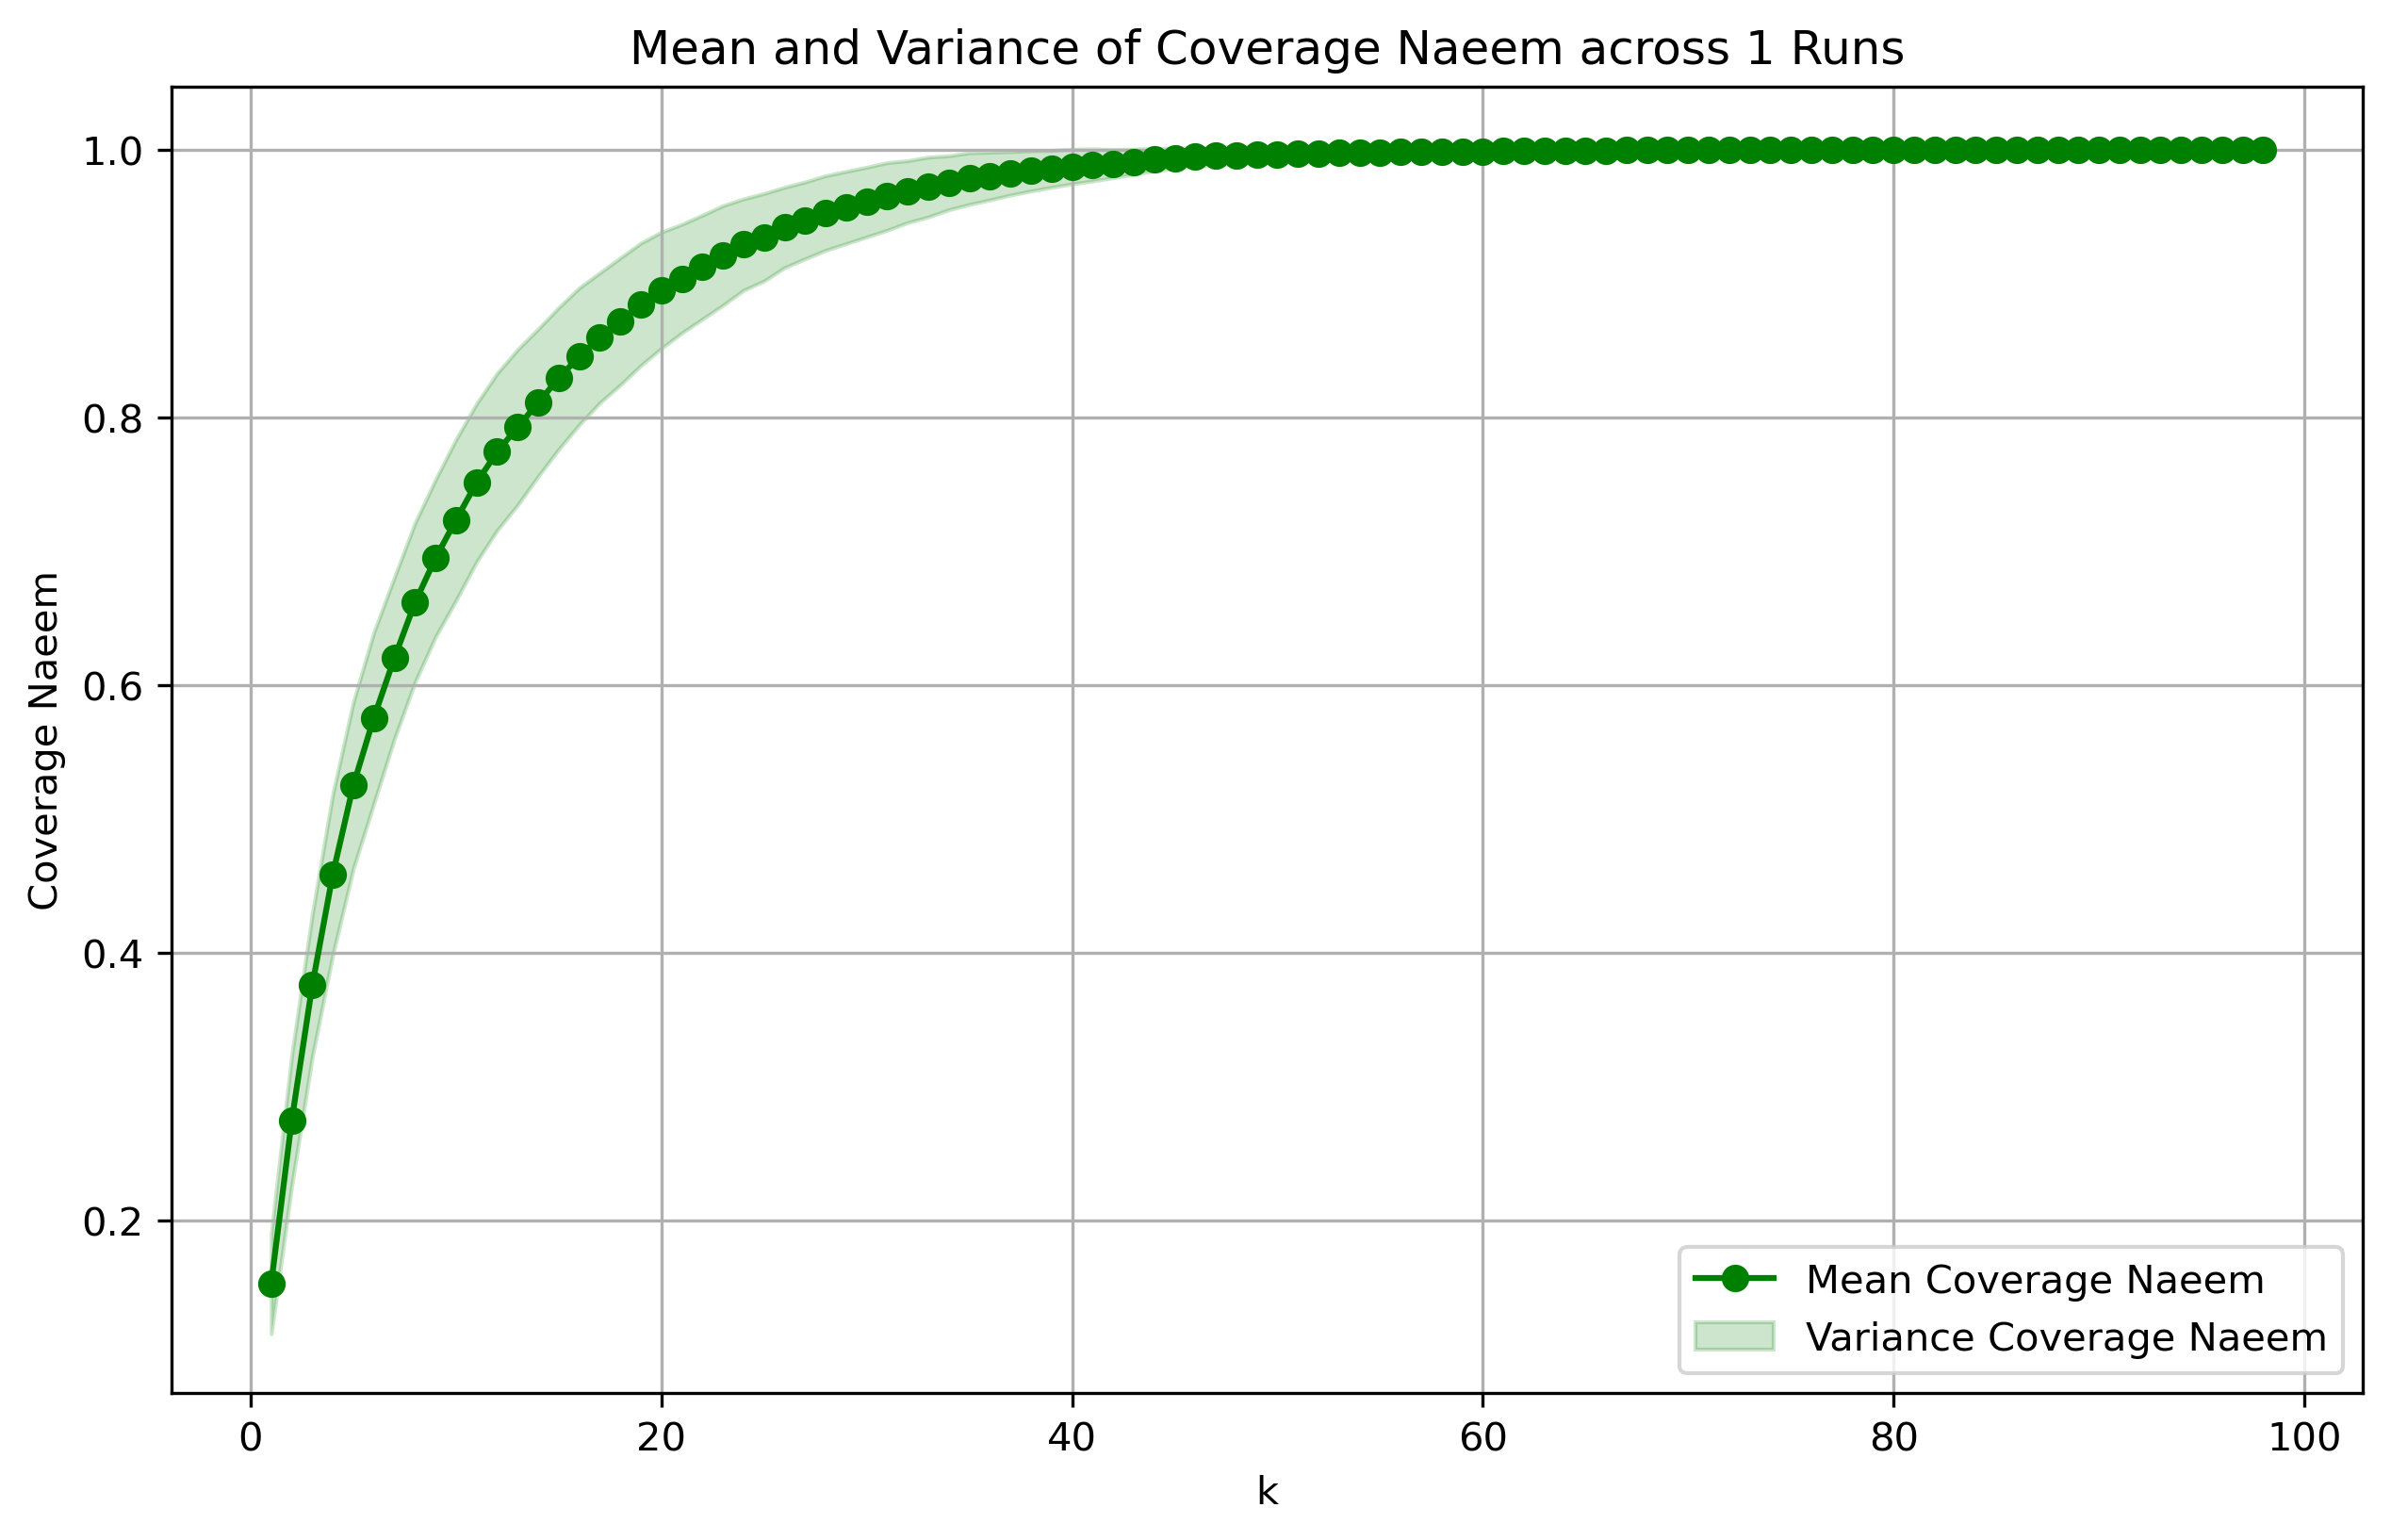 Mean and Variance of Coverage Naeem across 1 Runs
Coverage Naeem
1.0
0.8
0.6
0.4
0.2
0 20 40 60 80 100
k
Mean Coverage Naeem
Variance Coverage Naeem